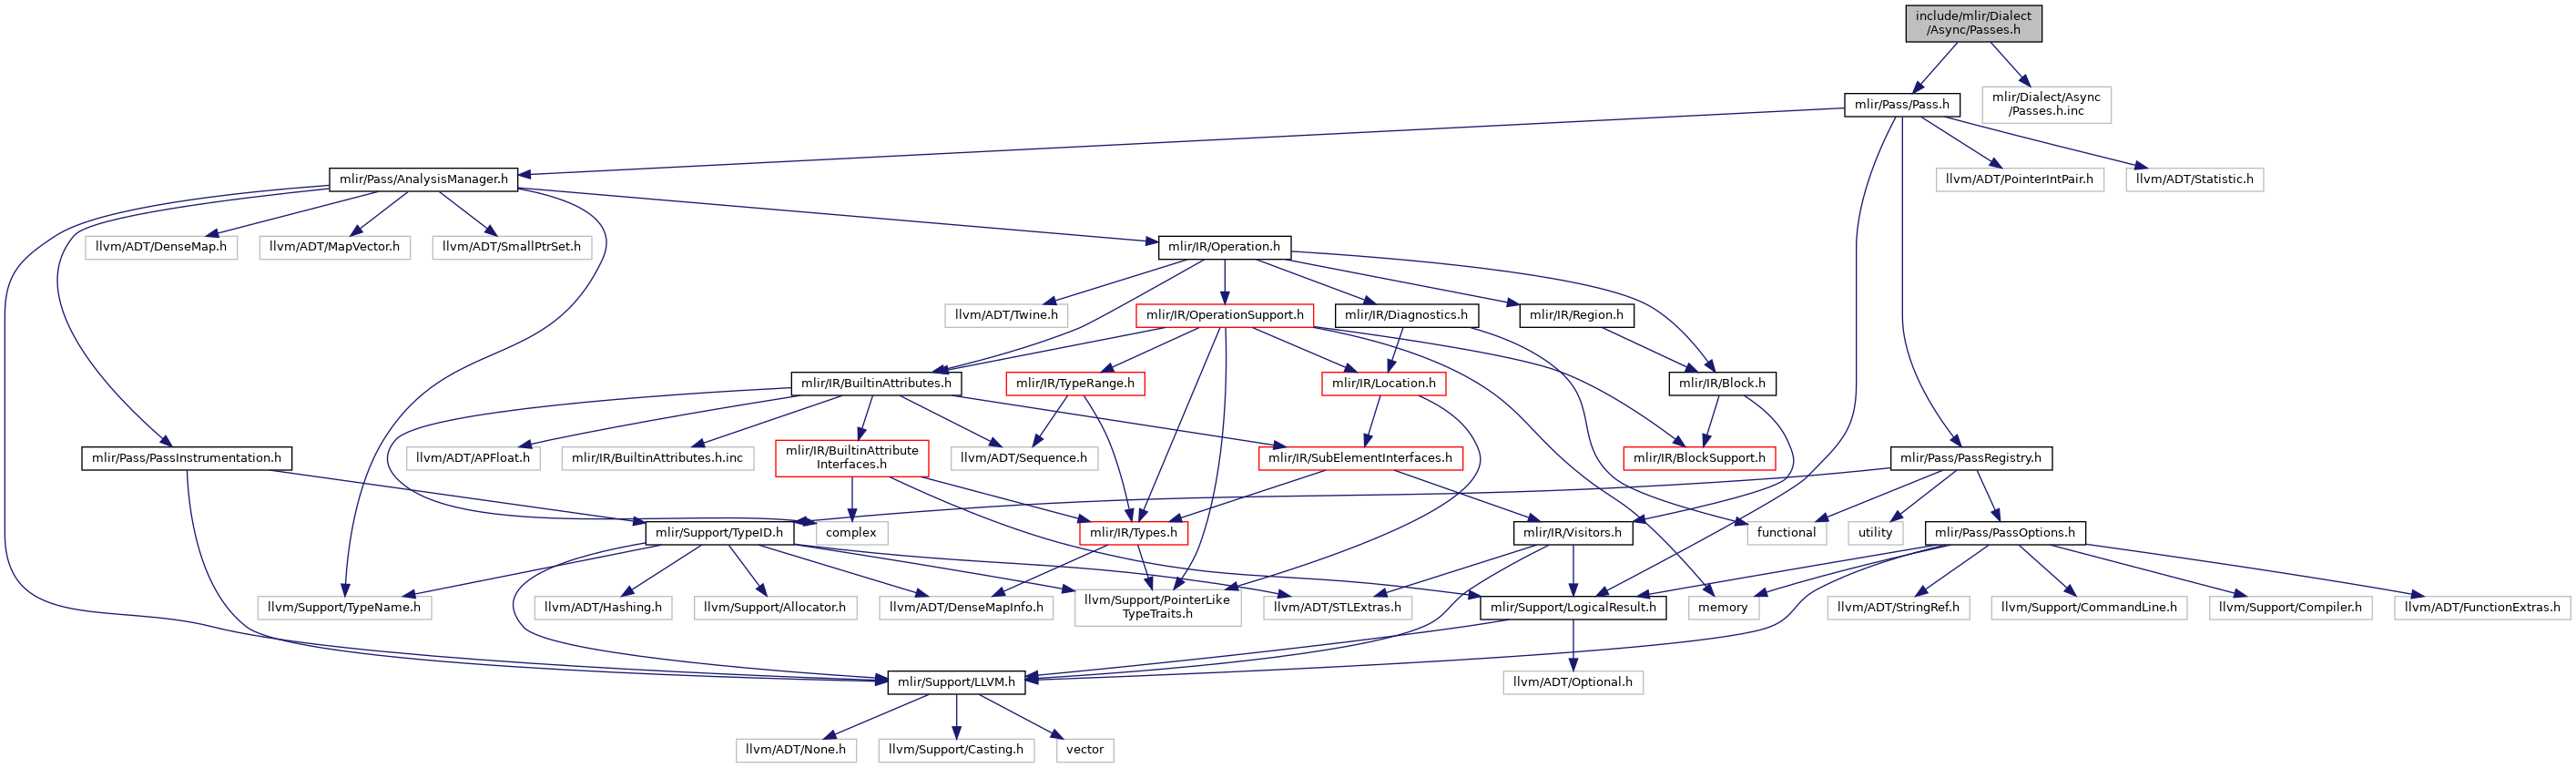 include/mlir/Dialect
/Async/Passes.h
mlir/Pass/Pass.h
mlir/Dialect/Async
/Passes.h.inc
mlir/Pass/AnalysisManager.h
llvm/ADT/PointerIntPair.h
llvm/ADT/Statistic.h
llvm/ADT/DenseMap.h
llvm/ADT/MapVector.h
llvm/ADT/SmallPtrSet.h
mlir/IR/Operation.h
llvm/ADT/Twine.h
mlir/IR/OperationSupport.h
mlir/IR/Diagnostics.h
mlir/IR/Region.h
mlir/IR/BuiltinAttributes.h
mlir/IR/TypeRange.h
mlir/IR/Location.h
mlir/IR/Block.h
mlir/Pass/PassInstrumentation.h
llvm/ADT/APFloat.h
mlir/IR/BuiltinAttributes.h.inc
mlir/IR/BuiltinAttribute
Interfaces.h
llvm/ADT/Sequence.h
mlir/IR/SubElementInterfaces.h
mlir/IR/BlockSupport.h
mlir/Pass/PassRegistry.h
mlir/Support/TypeID.h
complex
mlir/IR/Types.h
mlir/IR/Visitors.h
functional
utility
mlir/Pass/PassOptions.h
llvm/Support/TypeName.h
llvm/ADT/Hashing.h
llvm/Support/Allocator.h
llvm/ADT/DenseMapInfo.h
llvm/Support/PointerLike
TypeTraits.h
llvm/ADT/STLExtras.h
mlir/Support/LogicalResult.h
memory
llvm/ADT/StringRef.h
llvm/Support/CommandLine.h
llvm/Support/Compiler.h
llvm/ADT/FunctionExtras.h
mlir/Support/LLVM.h
llvm/ADT/Optional.h
llvm/ADT/None.h
llvm/Support/Casting.h
vector